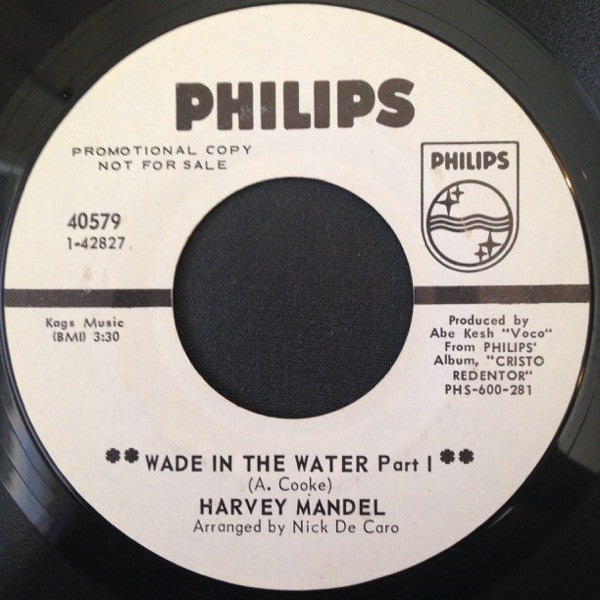 PHILIPS
PROMOTIONAL COPY
NOT FOR SALE
PHILIPS
40579
1-42827
Kags Music
(BMI) 3:30
Produced by
Abe Kesh "Voco"
From PHILIPS'
Album, "CRISTO
REDENTOR"
PHS-600-281
**WADE IN THE WATER Part I**
(A. Cooke)
HARVEY MANDEL
Arranged by Nick De Caro